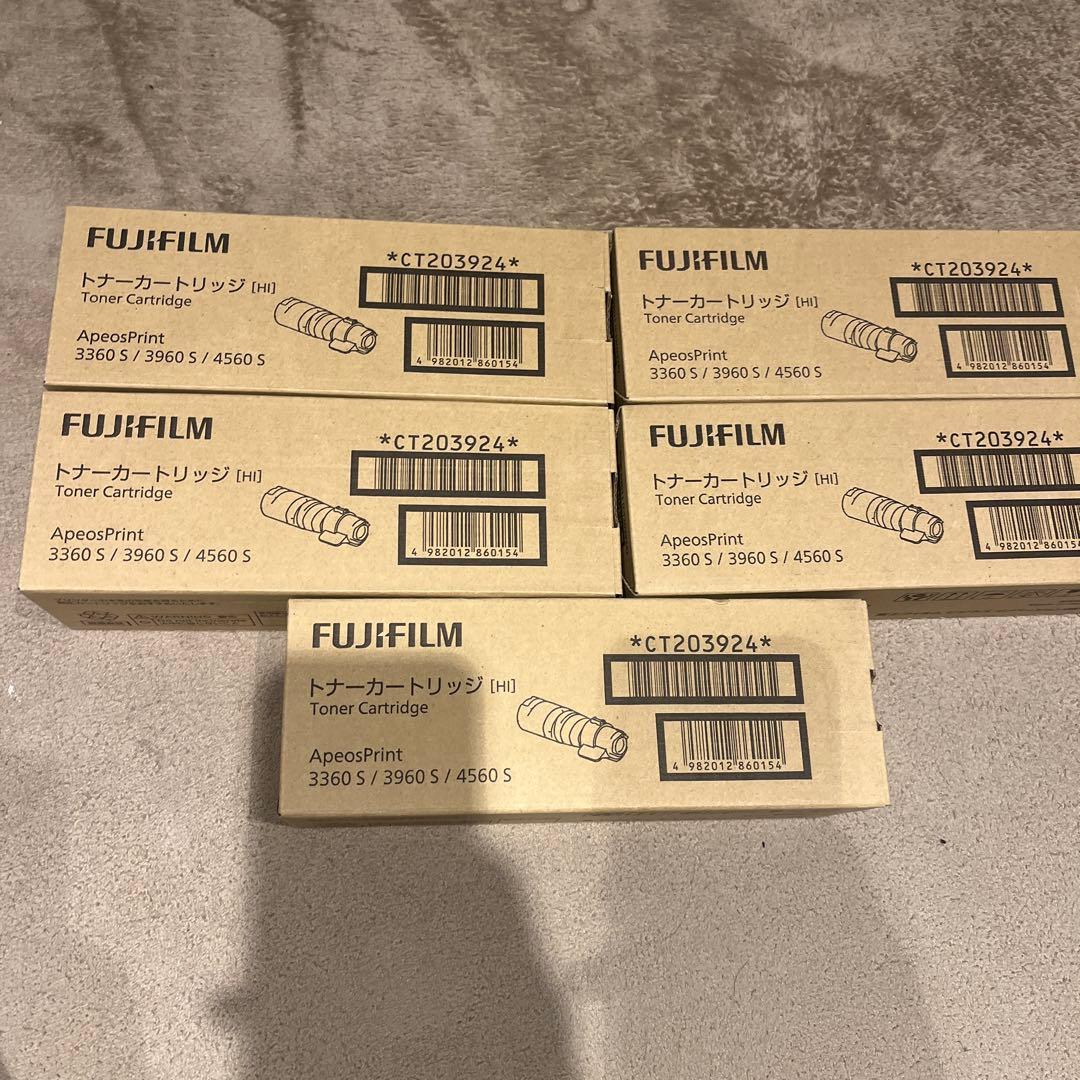 FUJIFILM
*CT203924*
トナーカートリッジ [HI]
Toner Cartridge
ApeosPrint
3360 S / 3960 S / 4560 S
4 982012 860154
FUJIFILM
*CT203924*
トナーカートリッジ [HI]
Toner Cartridge
ApeosPrint
3360 S / 3960 S / 4560 S
4 982012 860154
FUJIFILM
*CT203924*
トナーカートリッジ [HI]
Toner Cartridge
ApeosPrint
3360 S / 3960 S / 4560 S
4 982012 860154
FUJIFILM
*CT203924*
トナーカートリッジ [HI]
Toner Cartridge
ApeosPrint
3360 S / 3960 S / 4560 S
4 982012 860154
FUJIFILM
*CT203924*
トナーカートリッジ [HI]
Toner Cartridge
ApeosPrint
3360 S / 3960 S / 4560 S
4 982012 860154